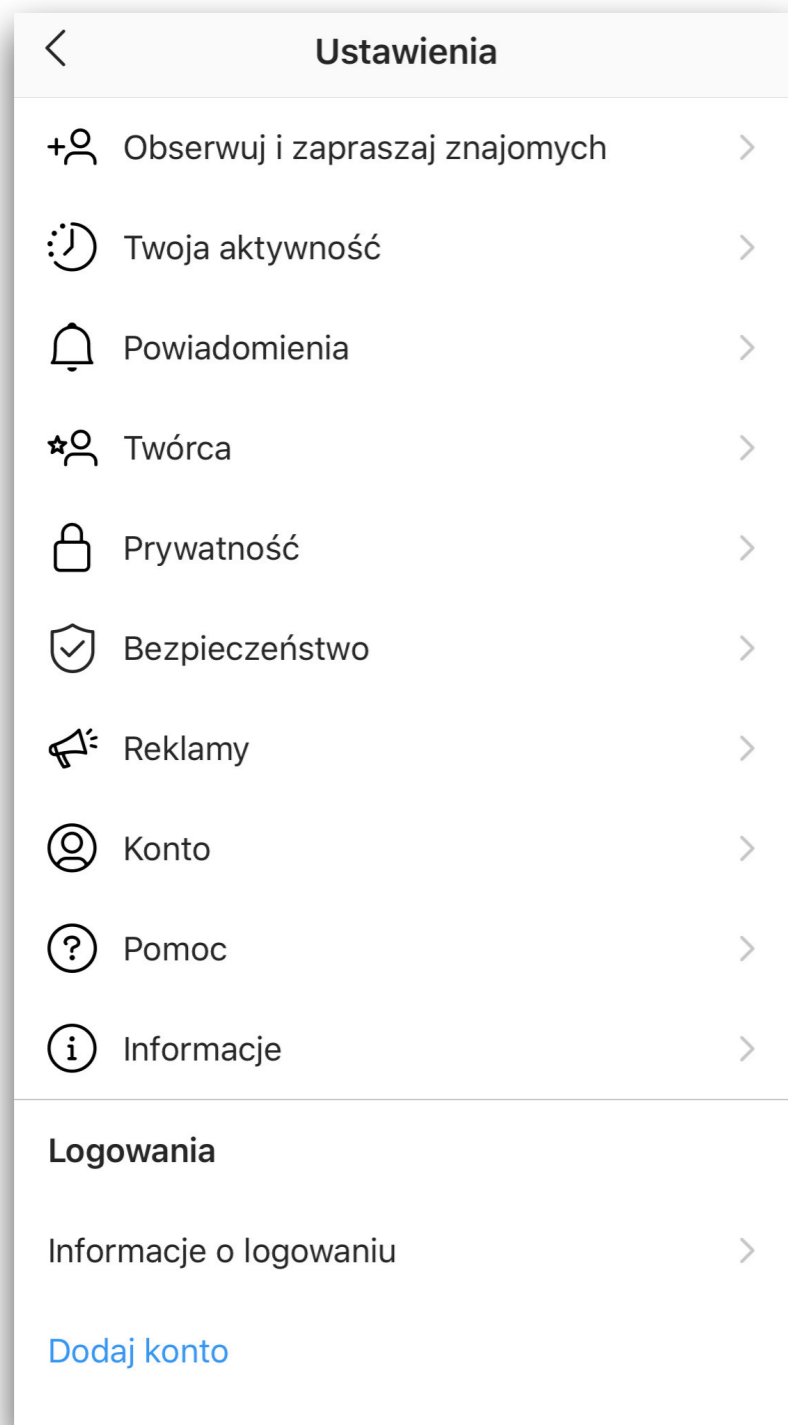 Ustawienia
Obserwuj i zapraszaj znajomych
Twoja aktywność
Powiadomienia
Twórca
Prywatność
Bezpieczeństwo
Reklamy
Konto
Pomoc
Informacje
Logowania
Informacje o logowaniu
Dodaj konto